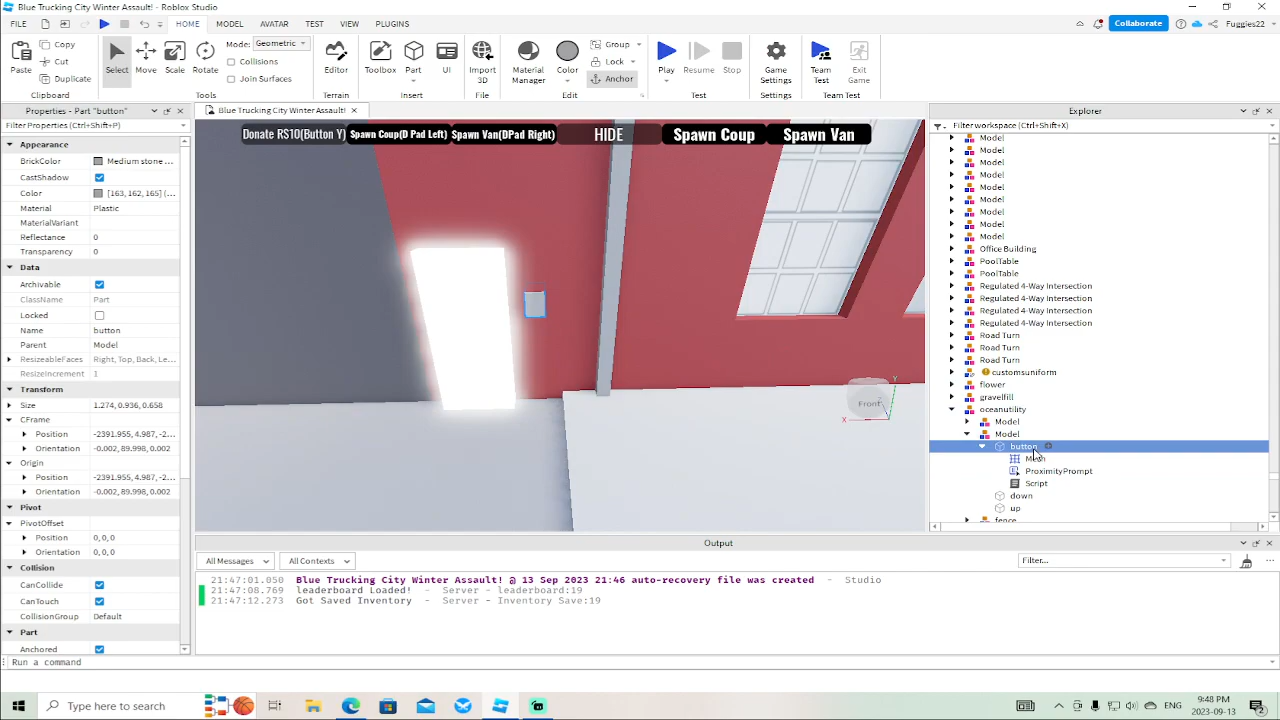 Blue Trucking City Winter Assault! - Roblox Studio
FILE HOME MODEL AVATAR TEST VIEW PLUGINS Collaborate Fuggies22
Paste Copy Cut Duplicate Select Move Scale Rotate Mode: Geometric Collisions Join Surfaces Editor Toolbox Part UI Import 3D Material Manager Color Group Lock Anchor Play Resume Stop Game Settings Team Test Exit Game
Clipboard Tools Terrain Insert File Edit Test Settings Team Test
Properties - Part "button" Blue Trucking City Winter Assault! Explorer
Filter Properties (Ctrl+Shift+P)
Filter workspace (Ctrl+Shift+X)
Donate RS10(Button Y) Spawn Coup(D Pad Left) Spawn Van(DPad Right) HIDE Spawn Coup Spawn Van
Appearance
BrickColor Medium stone ...
CastShadow
Color [163, 162, 165] (...
Material Plastic
MaterialVariant
Reflectance 0
Transparency 0
Data
Archivable
ClassName Part
Locked
Name button
Parent Model
ResizeableFaces Right, Top, Back, Le...
ResizeIncrement 1
Transform
Size 1.274, 0.936, 0.658
CFrame
Position -2391.955, 4.987, -2...
Orientation -0.002, 89.998, 0.002
Origin
Position -2391.955, 4.987, -2...
Orientation -0.002, 89.998, 0.002
Pivot
PivotOffset
Position 0, 0, 0
Orientation 0, 0, 0
Collision
CanCollide
CanTouch
CollisionGroup Default
Part
Anchored
Front
X
Y
Model
Model
Model
Model
Model
Model
Model
Model
Model
Office Building
PoolTable
PoolTable
Regulated 4-Way Intersection
Regulated 4-Way Intersection
Regulated 4-Way Intersection
Regulated 4-Way Intersection
Road Turn
Road Turn
Road Turn
customsuniform
flower
gravelfill
oceanutility
Model
Model
button
ProximityPrompt
Script
down
up
fence
Output
All Messages All Contexts Filter...
21:47:01.050 Blue Trucking City Winter Assault! @ 13 Sep 2023 21:46 auto-recovery file was created - Studio
21:47:08.769 leaderboard Loaded! - Server - leaderboard:19
21:47:12.273 Got Saved Inventory - Server - Inventory Save:19
Run a command
Type here to search
ENG
9:48 PM
2023-09-13
2